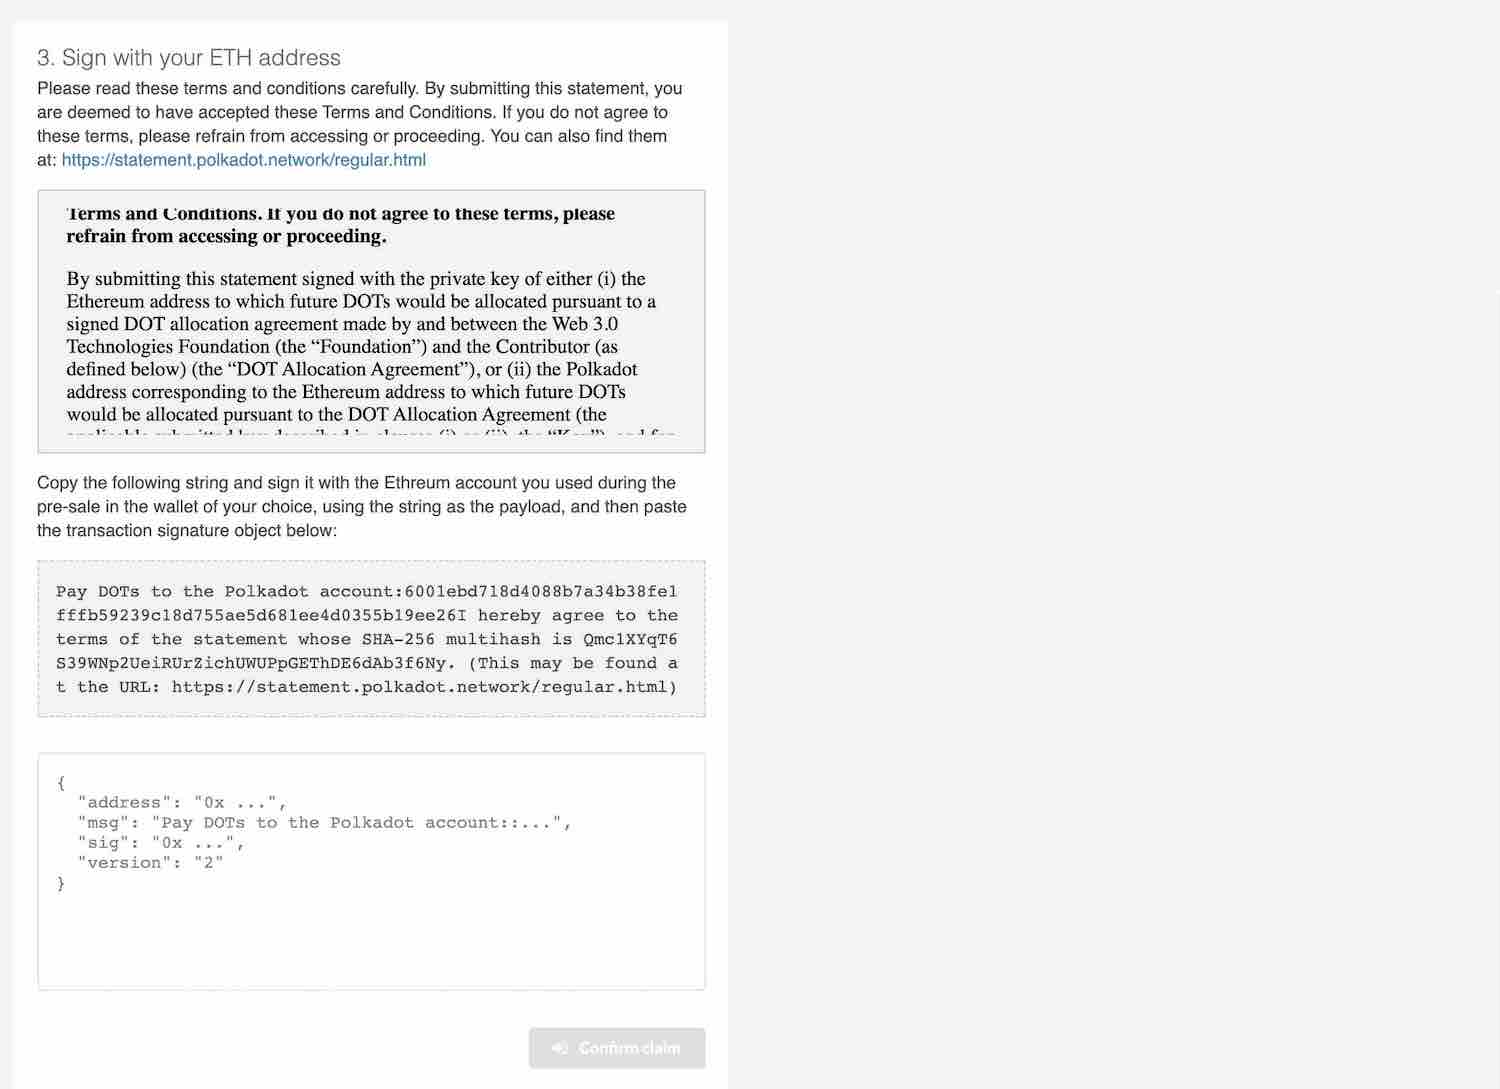 3. Sign with your ETH address
Please read these terms and conditions carefully. By submitting this statement, you
are deemed to have accepted these Terms and Conditions. If you do not agree to
these terms, please refrain from accessing or proceeding. You can also find them
at: https://statement.polkadot.network/regular.html
Terms and Conditions. If you do not agree to these terms, please
refrain from accessing or proceeding.
By submitting this statement signed with the private key of either (i) the
Ethereum address to which future DOTs would be allocated pursuant to a
signed DOT allocation agreement made by and between the Web 3.0
Technologies Foundation (the “Foundation”) and the Contributor (as
defined below) (the “DOT Allocation Agreement”), or (ii) the Polkadot
address corresponding to the Ethereum address to which future DOTs
would be allocated pursuant to the DOT Allocation Agreement (the
Copy the following string and sign it with the Ethreum account you used during the
pre-sale in the wallet of your choice, using the string as the payload, and then paste
the transaction signature object below:
Pay DOTs to the Polkadot account:6001ebd718d4088b7a34b38fe1
fffb59239c18d755ae5d681ee4d0355b19ee26I hereby agree to the
terms of the statement whose SHA-256 multihash is Qmc1XYqT6
S39WNp2UeiRUrZichUWUPpGEThDE6dAb3f6Ny. (This may be found a
t the URL: https://statement.polkadot.network/regular.html)
{
"address": "0x ...",
"msg": "Pay DOTs to the Polkadot account::...",
"sig": "0x ...",
"version": "2"
}
Confirm claim